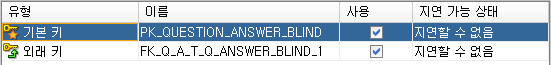 유형 이름 사용 지연 가능 상태
기본 키 PK_QUESTION_ANSWER_BLIND 지연할 수 없음
외래 키 FK_Q_A_T_Q_ANSWER_BLIND_1 지연할 수 없음